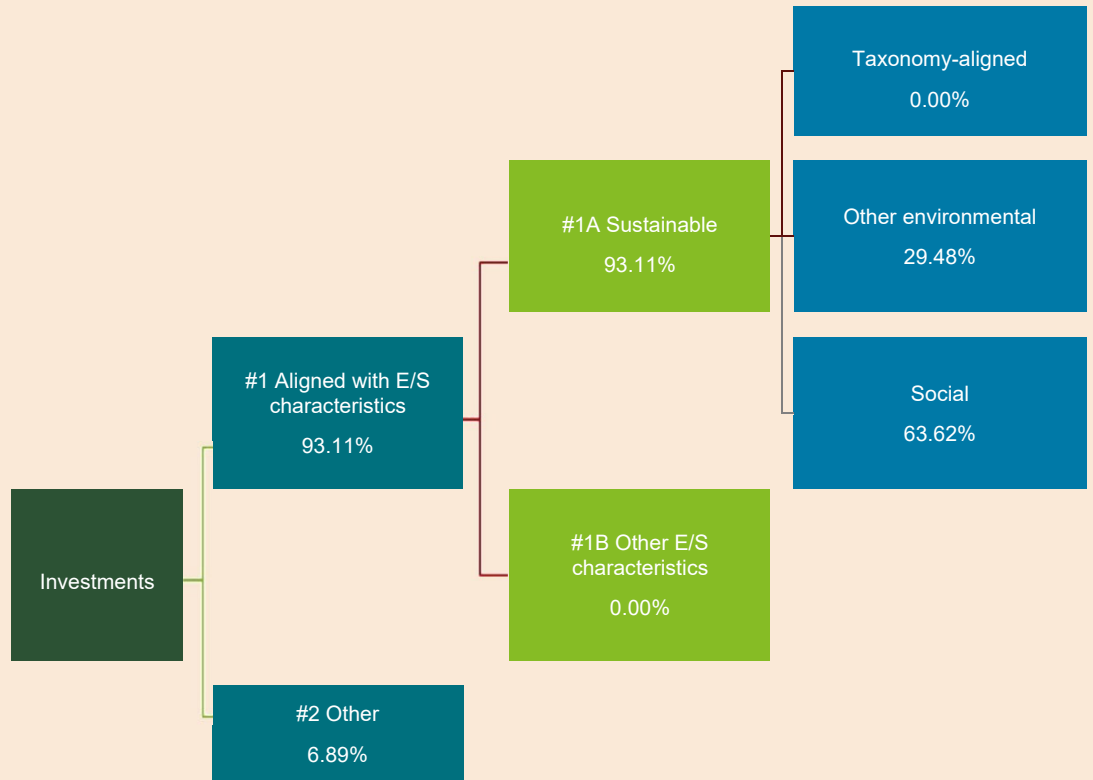 Investments
#1 Aligned with E/S
characteristics
93.11%
#2 Other
6.89%
#1A Sustainable
93.11%
#1B Other E/S
characteristics
0.00%
Taxonomy-aligned
0.00%
Other environmental
29.48%
Social
63.62%